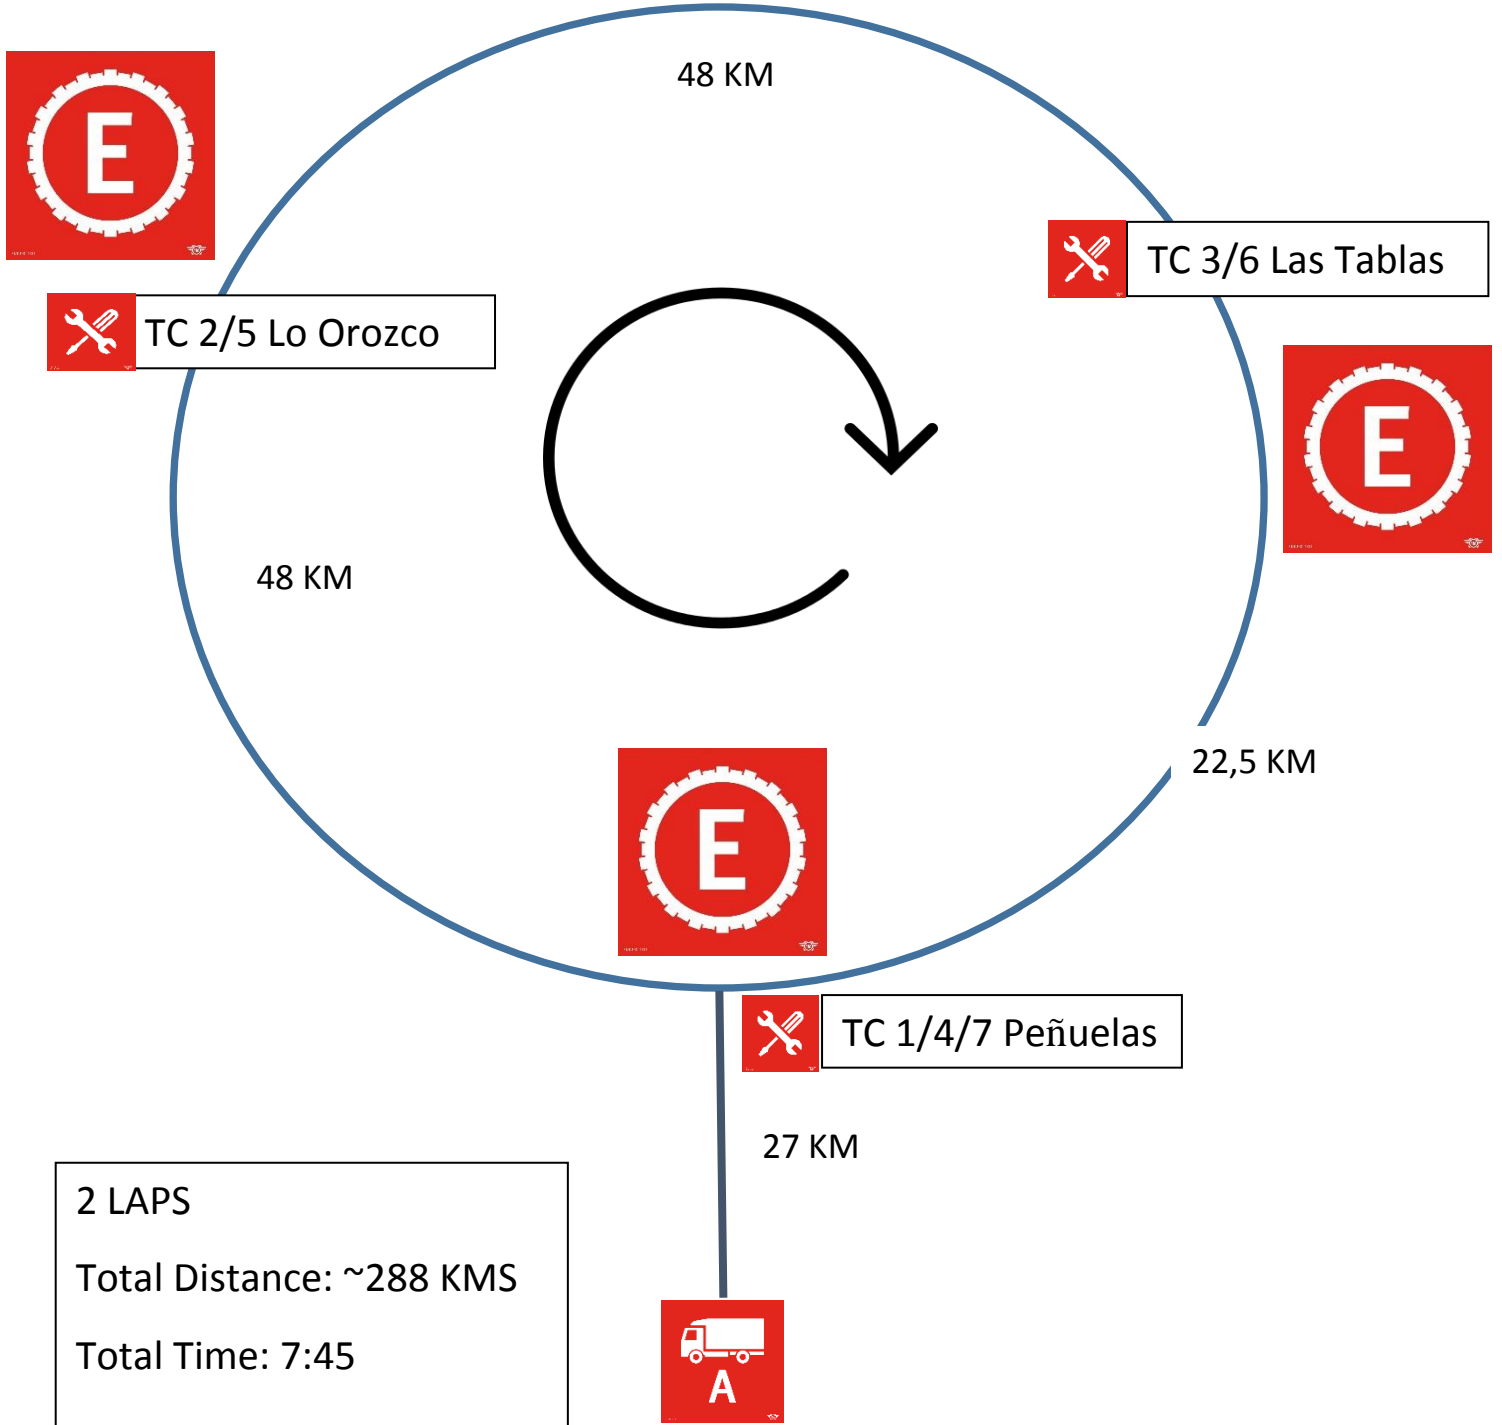 48 KM
E
TC 3/6 Las Tablas
TC 2/5 Lo Orozco
E
48 KM
22,5 KM
E
TC 1/4/7 Peñuelas
27 KM
2 LAPS
Total Distance: ~288 KMS
Total Time: 7:45
A